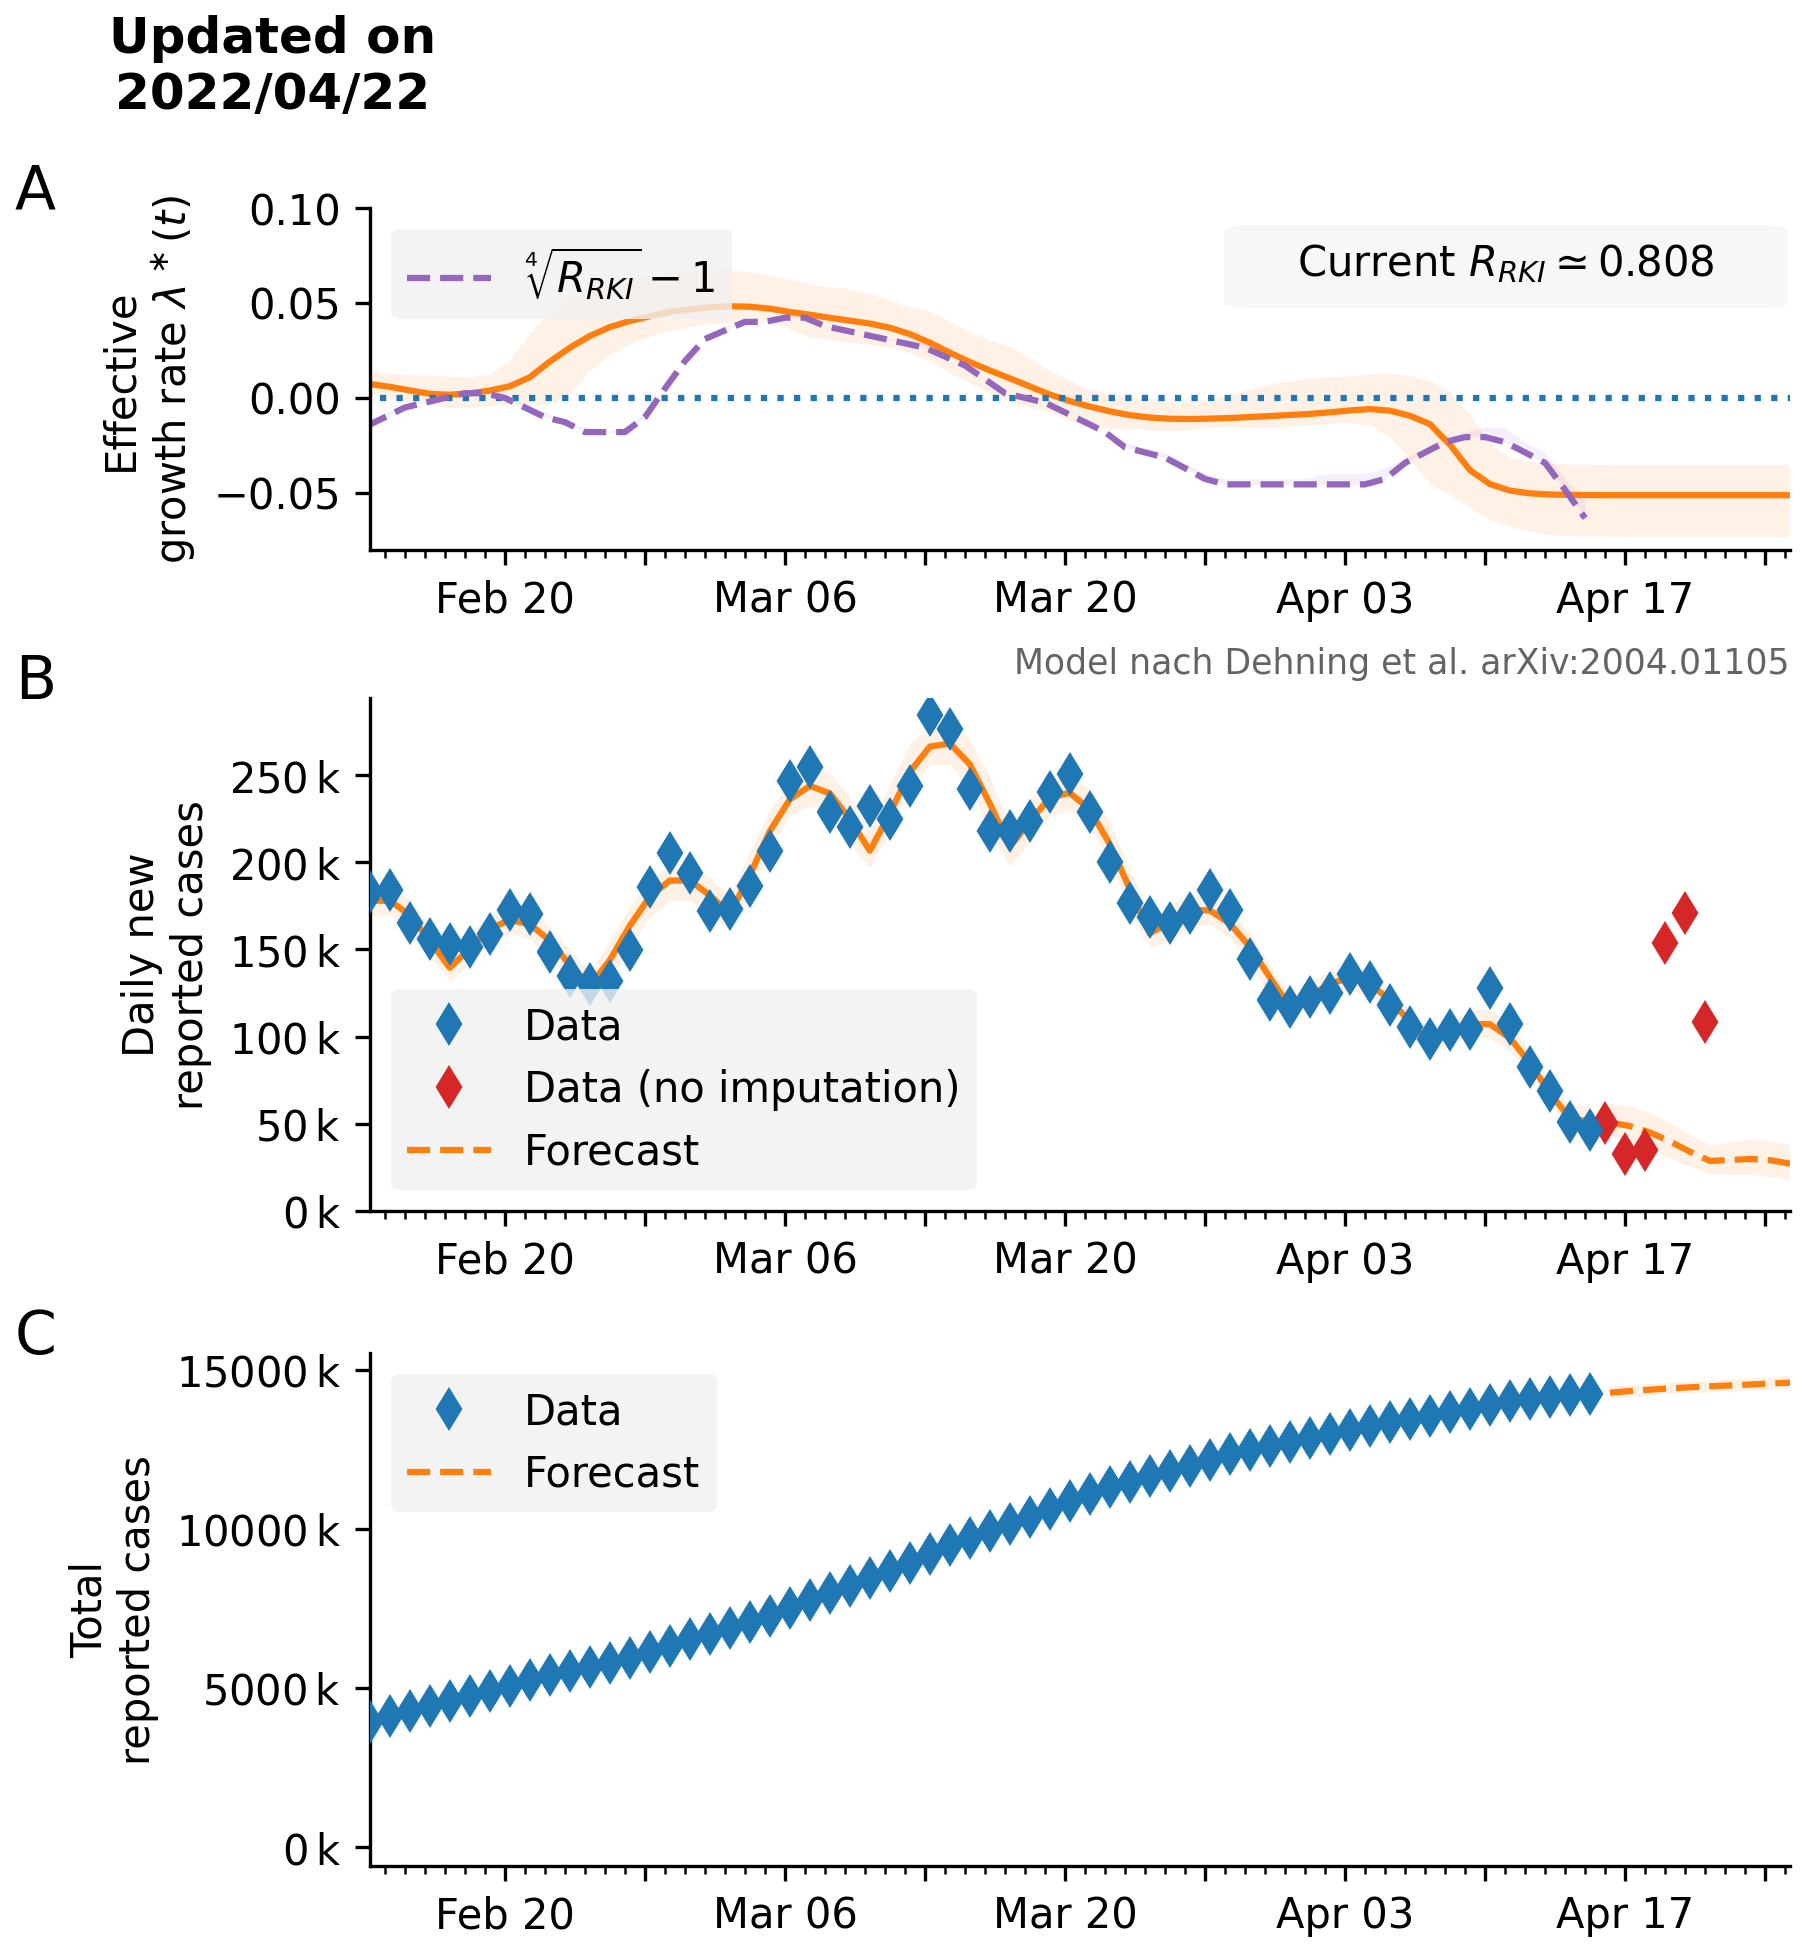 Updated on
2022/04/22
A
Effective
growth rate λ * (t)
0.10
0.05
0.00
−0.05
∜R_RKI − 1
Current R_RKI ≃ 0.808
Feb 20
Mar 06
Mar 20
Apr 03
Apr 17
Model nach Dehning et al. arXiv:2004.01105
B
Daily new
reported cases
250 k
200 k
150 k
100 k
50 k
0 k
Data
Data (no imputation)
Forecast
Feb 20
Mar 06
Mar 20
Apr 03
Apr 17
C
Total
reported cases
15000 k
10000 k
5000 k
0 k
Data
Forecast
Feb 20
Mar 06
Mar 20
Apr 03
Apr 17